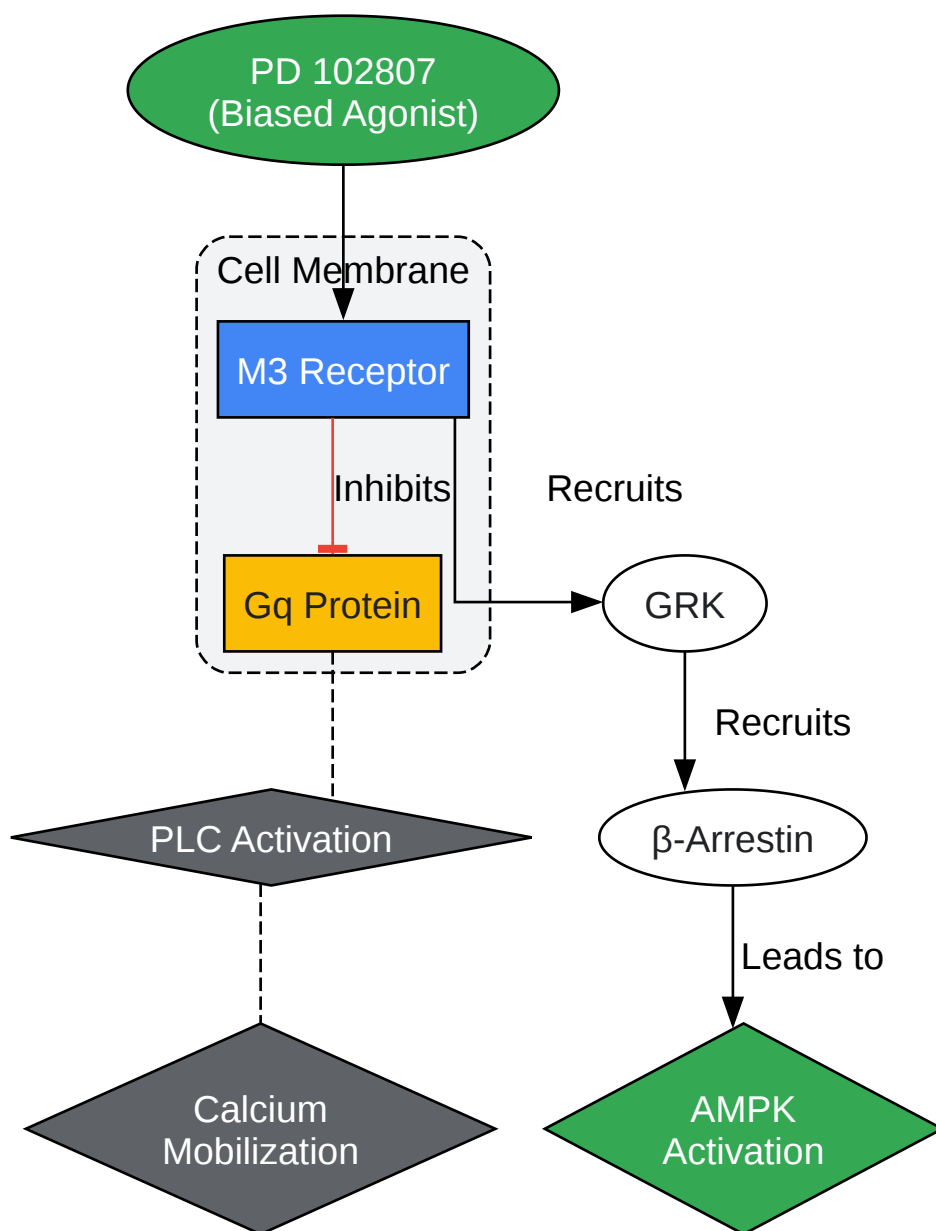 PD 102807
(Biased Agonist)
Cell Membrane
M3 Receptor
Inhibits
Recruits
Gq Protein
GRK
Recruits
PLC Activation
β-Arrestin
Leads to
Calcium
Mobilization
AMPK
Activation